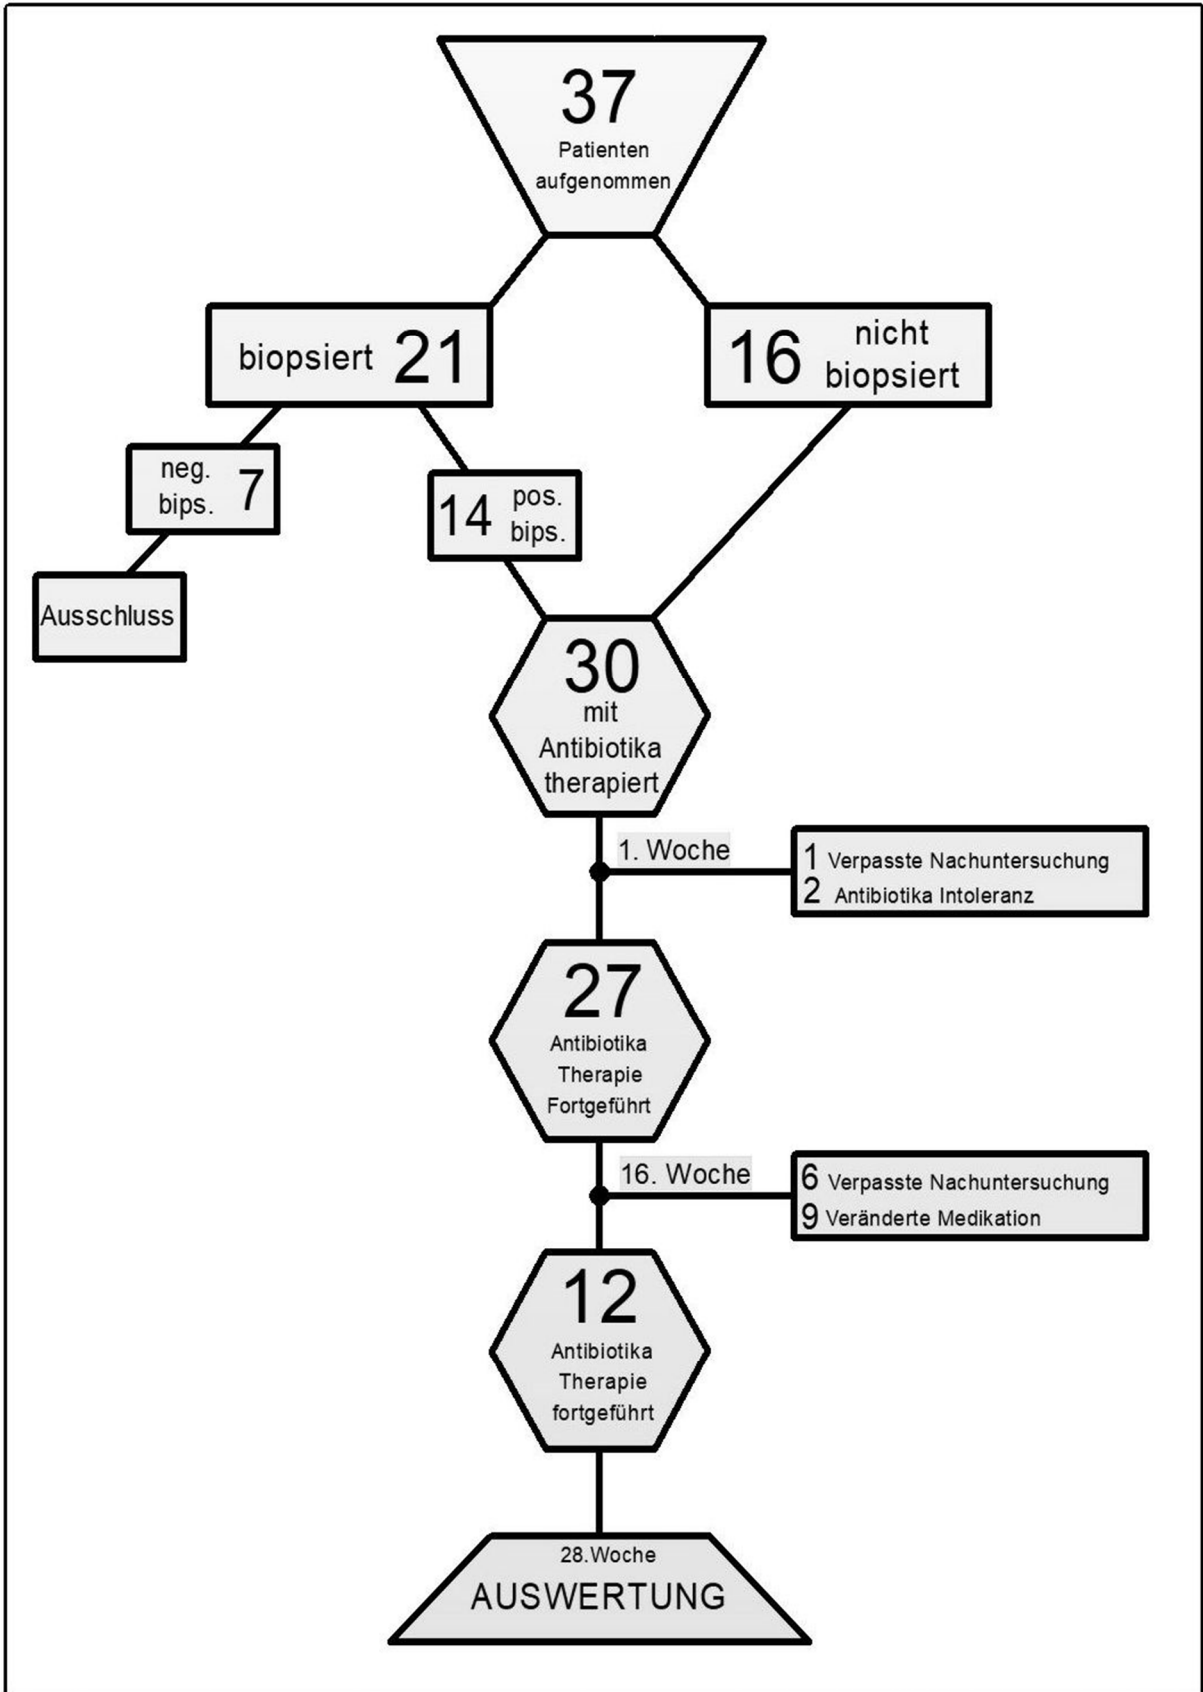 37
Patienten
aufgenommen
biopsiert 21
16 nicht
biopsiert
neg.
bips. 7
14 pos.
bips.
Ausschluss
30
mit
Antibiotika
therapiert
1. Woche
1 Verpasste Nachuntersuchung
2 Antibiotika Intoleranz
27
Antibiotika
Therapie
Fortgeführt
16. Woche
6 Verpasste Nachuntersuchung
9 Veränderte Medikation
12
Antibiotika
Therapie
fortgeführt
28.Woche
AUSWERTUNG